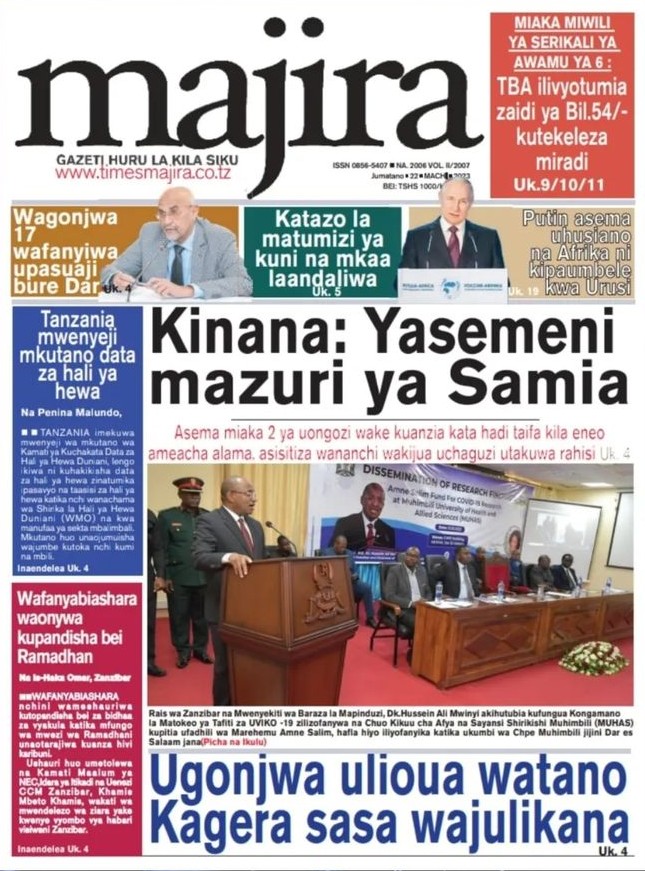 majira
GAZETI HURU LA KILA SIKU
www.timesmajira.co.tz
ISSN 0856-5407 ■ NA. 2006 VOL. II/2007
Jumatano ■ 22 ■ MACHI 2023
BEI: TSHS 1000/
MIAKA MIWILI
YA SERIKALI YA
AWAMU YA 6 :
TBA ilivyotumia
zaidi ya Bil.54/-
kutekeleza
miradi
Uk.9/10/11
Wagonjwa
17
wafanyiwa
upasuaji
bure Dar Uk. 4
Katazo la
matumizi ya
kuni na mkaa
laandaliwa
Uk. 5
Putin asema
uhusiano
na Afrika ni
kipaumbele
Uk. 19 kwa Urusi
Tanzania
mwenyeji
mkutano data
za hali ya
hewa
Na Penina Malundo,
■ ■ TANZANIA imekuwa
mwenyeji wa mkutano wa
Kamati ya Kuchakata Data za
Hali ya Hewa Duniani, lengo
ikiwa ni kuhakikisha data
za hali ya hewa zinatumika
ipasavyo na taasisi za hali ya
hewa katika nchi wanachama
wa Shirika la Hali ya Hewa
Duniani (WMO) na kwa
manufaa ya sekta mbalimbali.
Mkutano huo unaojumuisha
wajumbe kutoka nchi kumi
na mbili.
Inaendelea Uk. 4
Kinana: Yasemeni
mazuri ya Samia
Asema miaka 2 ya uongozi wake kuanzia kata hadi taifa kila eneo
ameacha alama, asisitiza wananchi wakijua uchaguzi utakuwa rahisi Uk. 4
DISSEMINATION OF RESEARCH
Amne Salim Fund For COVID-19 Research
at Muhimbili University of Health and
Allied Sciences (MUHAS)
Rais wa Zanzibar na Mwenyekiti wa Baraza la Mapinduzi, Dk.Hussein Ali Mwinyi akihutubia kufungua Kongamano
la Matokeo ya Tafiti za UVIKO -19 zilizofanywa na Chuo Kikuu cha Afya na Sayansi Shirikishi Muhimbili (MUHAS)
kupitia ufadhili wa Marehemu Amne Salim, hafla hiyo iliyofanyika katika ukumbi wa Chpe Muhimbili jijini Dar es
Salaam jana(Picha na Ikulu)
Wafanyabiashara
waonywa
kupandisha bei
Ramadhan
Na Is-Haka Omar, Zanzibar
■■WAFANYABIASHARA
nchini wameshauriwa
kutopandisha bei za bidhaa
za vyakula katika mfungo
wa mwezi wa Ramadhani
unaotarajiwa kuanza hivi
karibuni.
Ushauri huo umetolewa
na Kamati Maalum ya
NEC,Idara ya Itikadi na Uenezi
CCM Zanzibar, Khamis
Mbeto Khamis, wakati wa
mwendelezo wa ziara yake
kwenye vyombo vya habari
visiwani Zanzibar.
Inaendelea Uk. 4
Ugonjwa ulioua watano
Kagera sasa wajulikana
Uk. 4